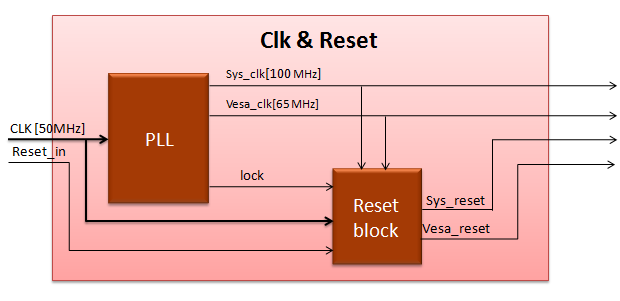 Clk & Reset
Sys_clk[100 MHz]
Vesa_clk[65 MHz]
CLK [50MHz]
PLL
Reset_in
lock
Reset
block
Sys_reset
Vesa_reset